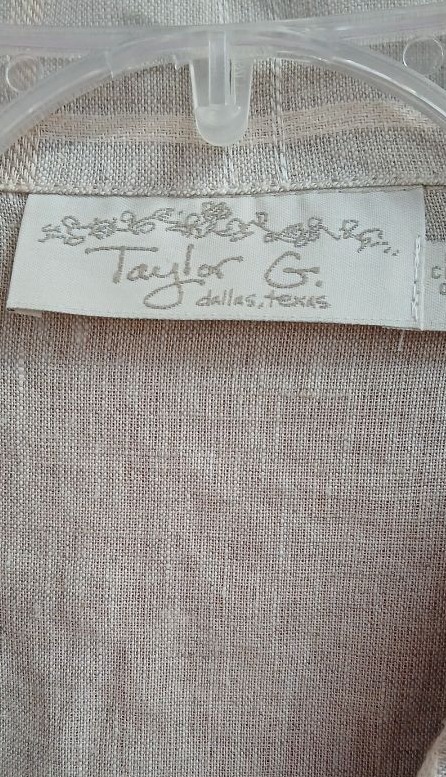 Taylor G.
dallas, texas